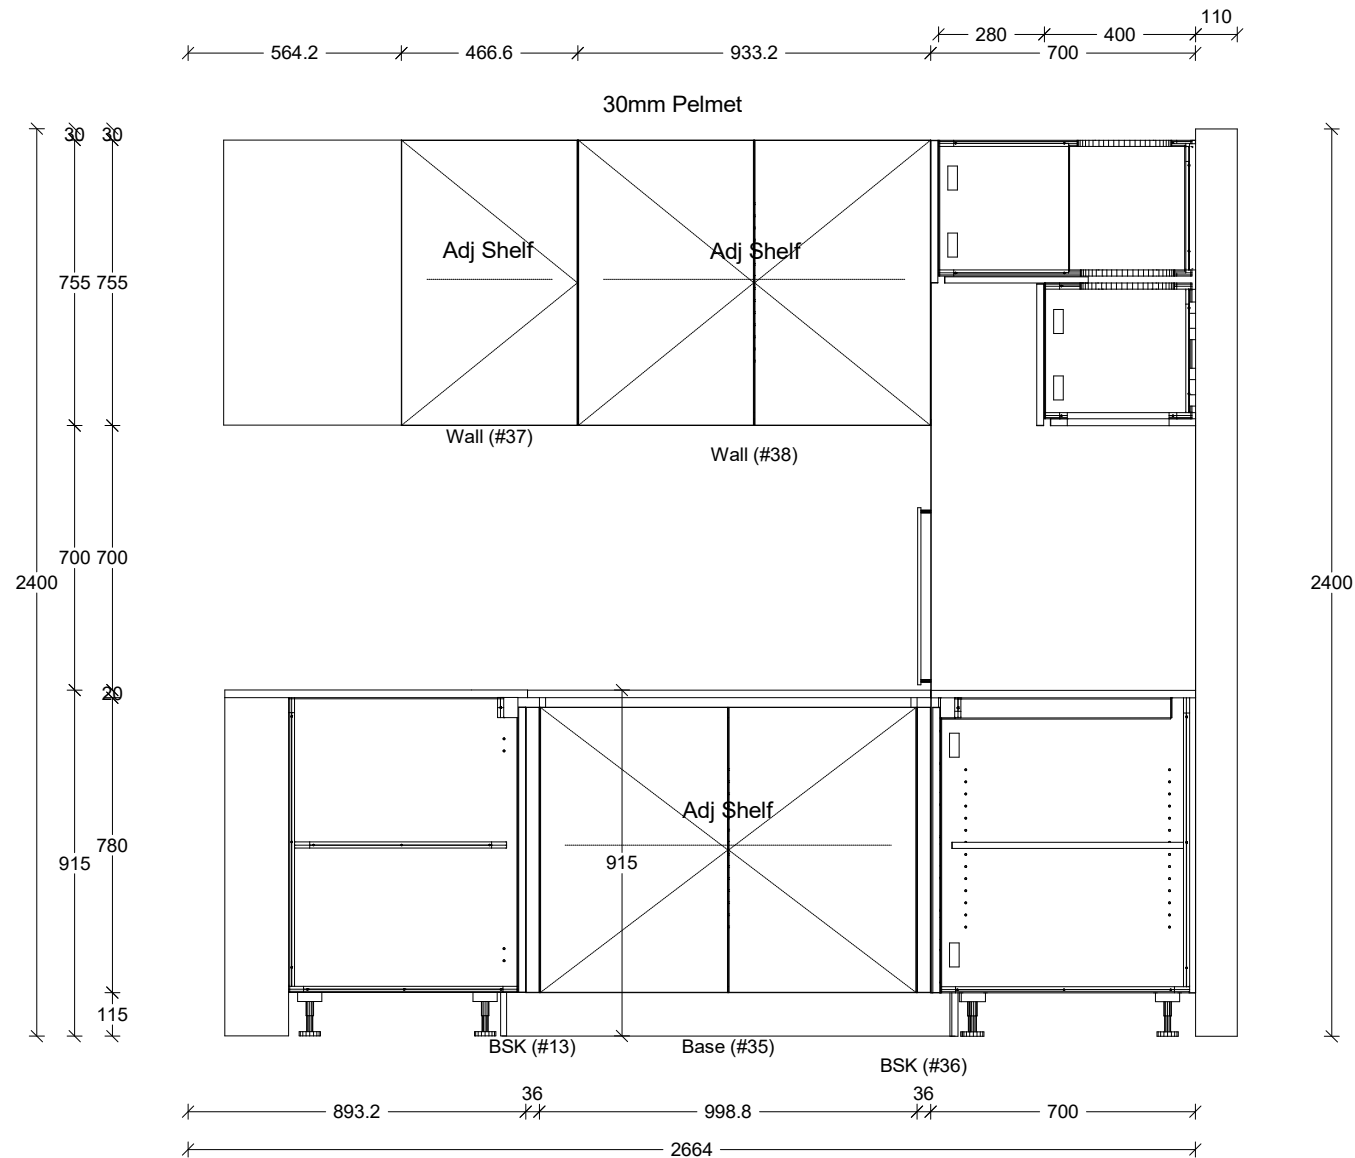 110
280 400
564.2 466.6 933.2 700
30mm Pelmet
30 30
Adj Shelf Adj Shelf
755 755
Wall (#37)
Wall (#38)
700 700
2400 2400
20
Adj Shelf
780
915 915
115
BSK (#13) Base (#35)
BSK (#36)
36 36
893.2 998.8 700
2664